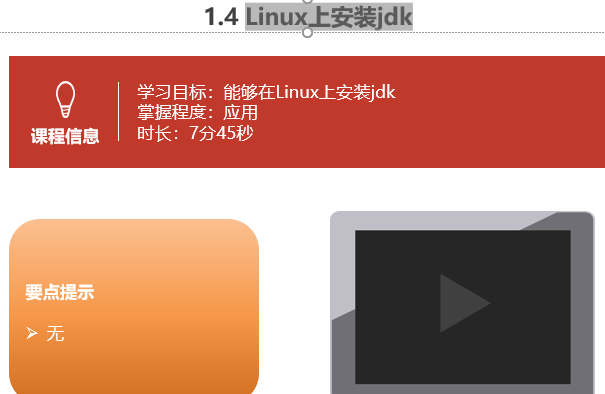 1.4 Linux上安装jdk
学习目标：能够在Linux上安装jdk
掌握程度：应用
时长：7分45秒
课程信息
要点提示
➢ 无